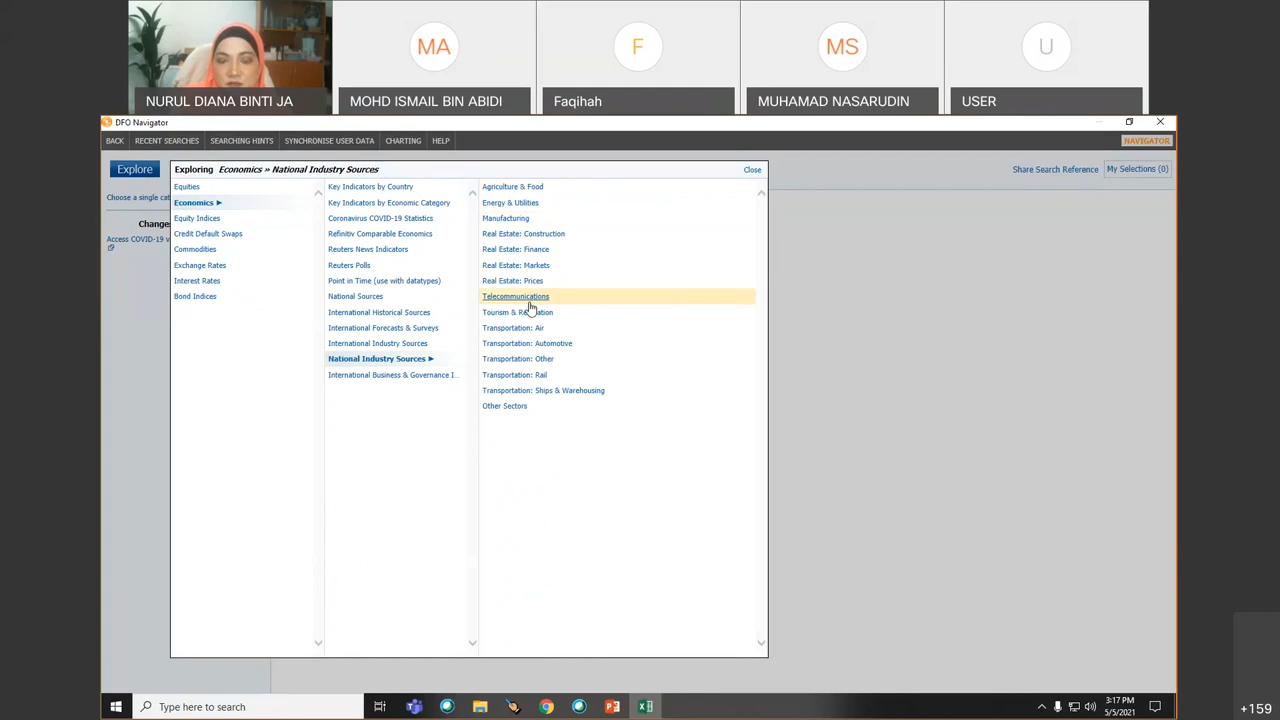 MA
F
MS
U
NURUL DIANA BINTI JA
MOHD ISMAIL BIN ABIDI
Faqihah
MUHAMAD NASARUDIN
USER
DFO Navigator
BACK RECENT SEARCHES SEARCHING HINTS SYNCHRONISE USER DATA CHARTING HELP NAVIGATOR
Explore
Share Search Reference My Selections (0)
Choose a single cat
Change
Access COVID-19 v
Exploring Economics » National Industry Sources Close
Equities
Economics ▶
Equity Indices
Credit Default Swaps
Commodities
Exchange Rates
Interest Rates
Bond Indices
Key Indicators by Country
Key Indicators by Economic Category
Coronavirus COVID-19 Statistics
Refinitiv Comparable Economics
Reuters News Indicators
Reuters Polls
Point in Time (use with datatypes)
National Sources
International Historical Sources
International Forecasts & Surveys
International Industry Sources
National Industry Sources ▶
International Business & Governance I...
Agriculture & Food
Energy & Utilities
Manufacturing
Real Estate: Construction
Real Estate: Finance
Real Estate: Markets
Real Estate: Prices
Telecommunications
Tourism &
Transportation: Air
Transportation: Automotive
Transportation: Other
Transportation: Rail
Transportation: Ships & Warehousing
Other Sectors
Type here to search
3:17 PM
5/5/2021
+159